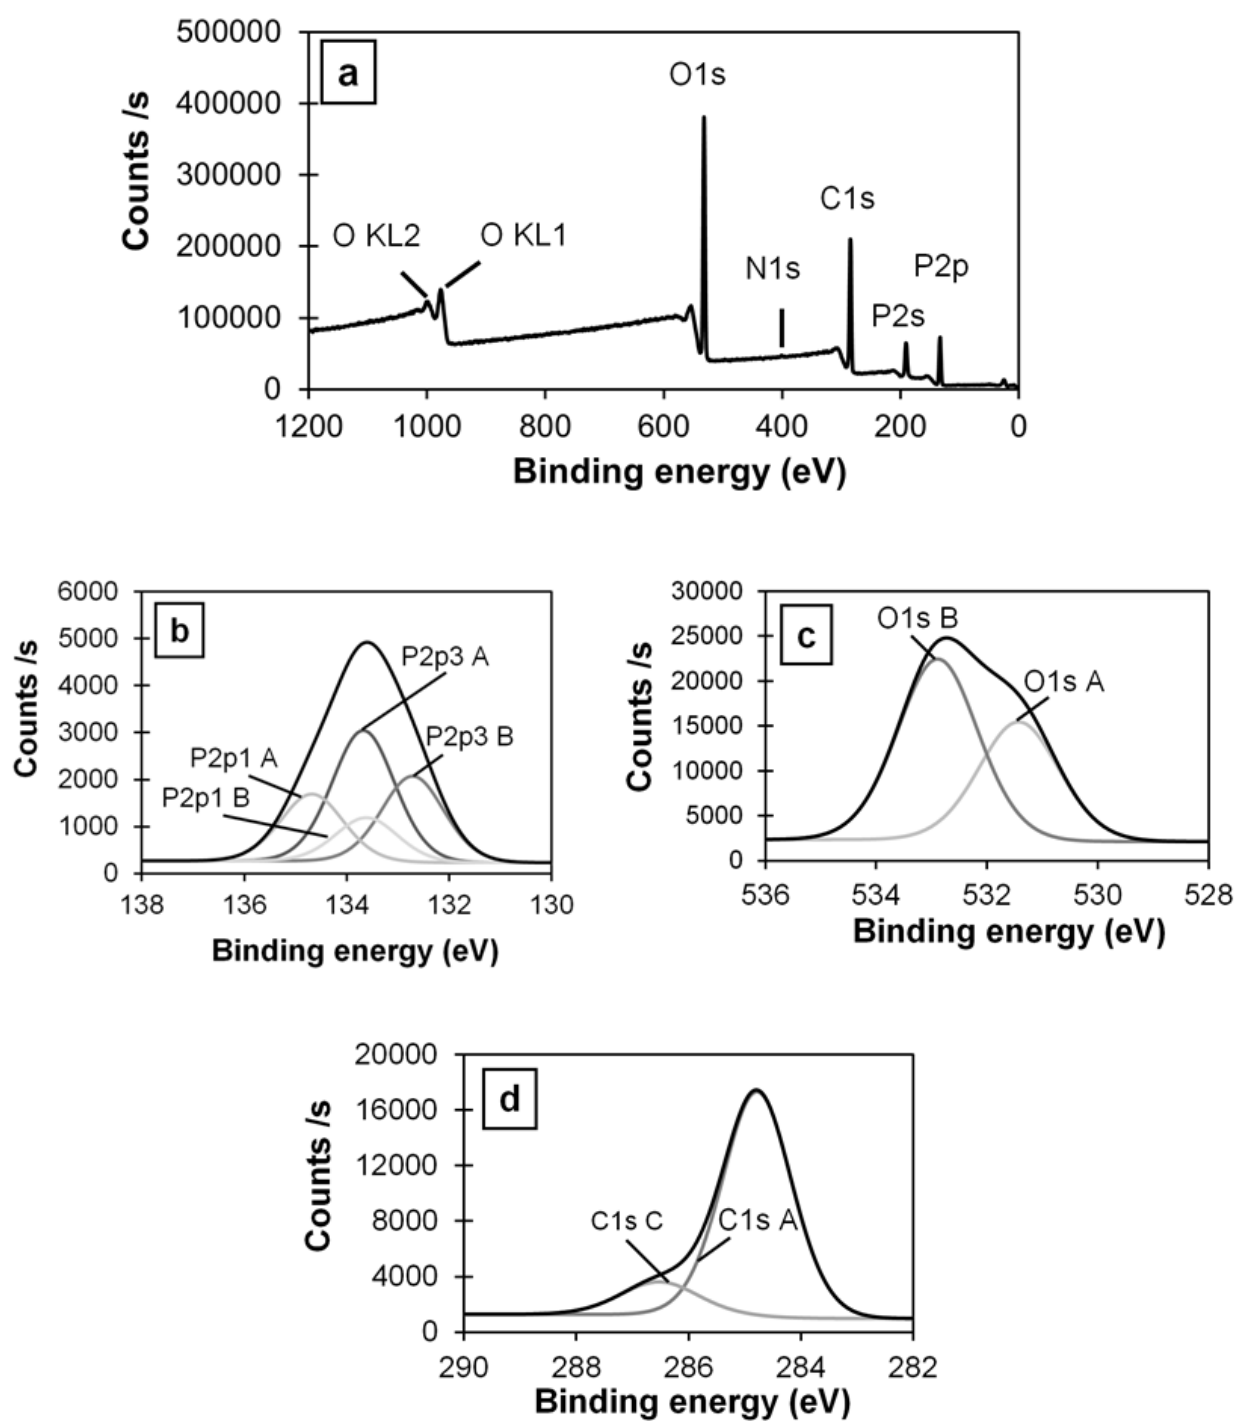 500000
a
O1s
400000
300000
C1s
O KL2
O KL1
200000
N1s
P2p
100000
P2s
0
1200
1000
800
600
400
200
0
Counts /s
Binding energy (eV)
6000
b
5000
P2p3 A
4000
3000
P2p3 B
P2p1 A
2000
P2p1 B
1000
0
138
136
134
132
130
Counts /s
Binding energy (eV)
30000
O1s B
c
25000
O1s A
20000
15000
10000
5000
0
536
534
532
530
528
Counts /s
Binding energy (eV)
20000
d
16000
12000
C1s C
C1s A
8000
4000
0
290
288
286
284
282
Counts /s
Binding energy (eV)